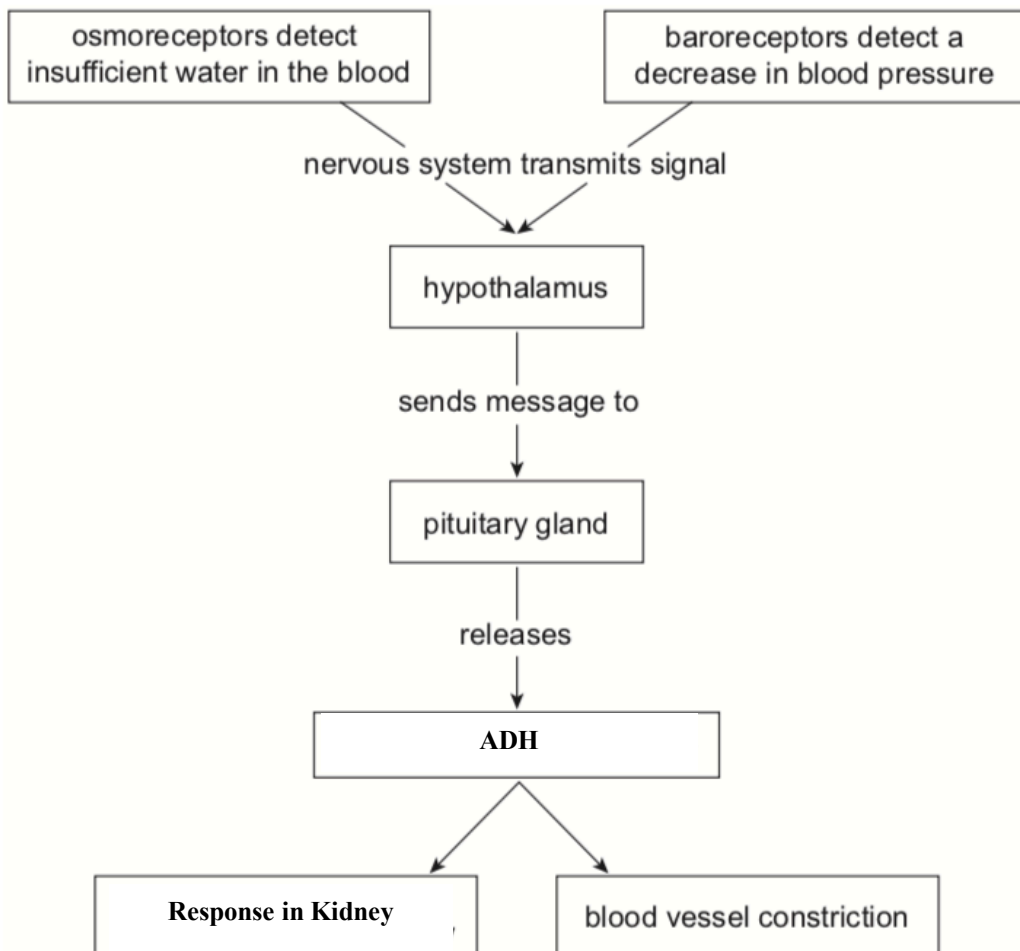 osmoreceptors detect
insufficient water in the blood
baroreceptors detect a
decrease in blood pressure
nervous system transmits signal
hypothalamus
sends message to
pituitary gland
releases
ADH
Response in Kidney
blood vessel constriction